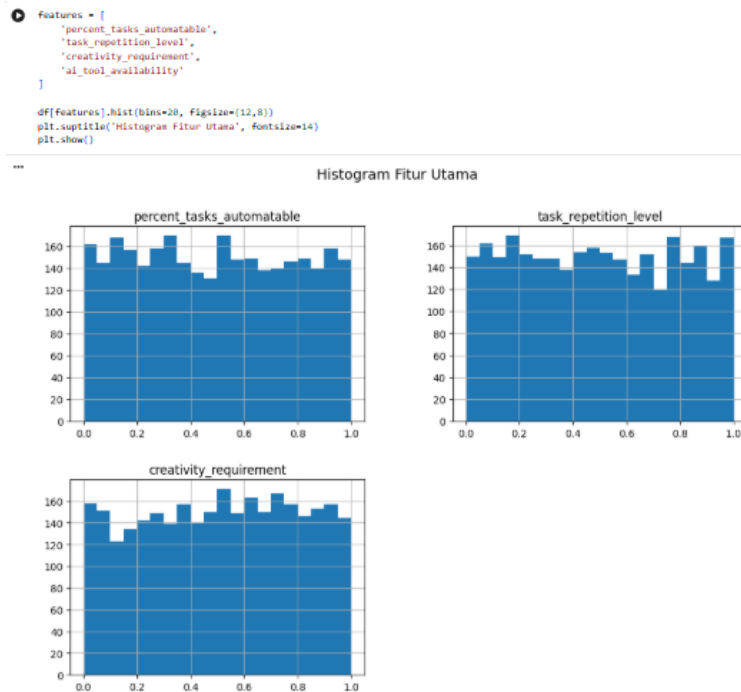 features = [
'percent_tasks_automatable',
'task_repetition_level',
'creativity_requirement',
'ai_tool_availability'
]
df[features].hist(bins=20, figsize=(12,8))
plt.suptitle('Histogram Fitur Utama', fontsize=14)
plt.show()
...
Histogram Fitur Utama
percent_tasks_automatable
160
140
120
100
80
60
40
20
0
0.0 0.2 0.4 0.6 0.8 1.0
task_repetition_level
160
140
120
100
80
60
40
20
0
0.0 0.2 0.4 0.6 0.8 1.0
creativity_requirement
160
140
120
100
80
60
40
20
0
0.0 0.2 0.4 0.6 0.8 1.0